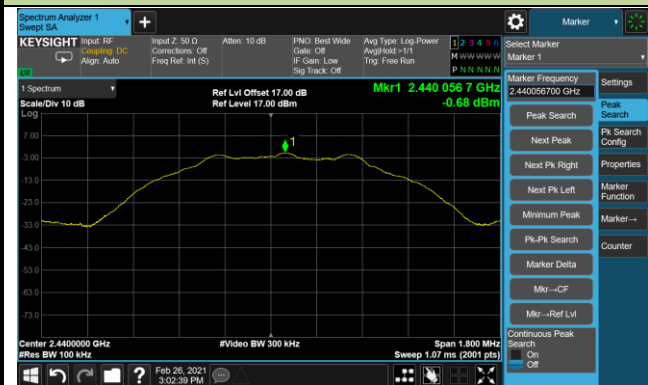 Spectrum Analyzer 1
Swept SA
+
Marker
KEYSIGHT
Input: RF
Coupling: DC
Align: Auto
Input Z: 50 Ω
Corrections: Off
Freq Ref: Int (S)
Atten: 10 dB
PNO: Best Wide
Gate: Off
IF Gain: Low
Sig Track: Off
Avg Type: Log-Power
Avg|Hold:>1/1
Trig: Free Run
1 2 3 4 5 6
M W W W W W
P N N N N N
Select Marker
Marker 1
1 Spectrum
Scale/Div 10 dB
Log
Ref Lvl Offset 17.00 dB
Ref Level 17.00 dBm
Mkr1 2.440 056 7 GHz
-0.68 dBm
7.00
-3.00
-13.0
-23.0
-33.0
-43.0
-53.0
-63.0
-73.0
1
Center 2.4400000 GHz
#Res BW 100 kHz
#Video BW 300 kHz
Span 1.800 MHz
Sweep 1.07 ms (2001 pts)
Marker Frequency
2.440056700 GHz
Peak Search
Next Peak
Next Pk Right
Next Pk Left
Minimum Peak
Pk-Pk Search
Marker Delta
Mkr→CF
Mkr→Ref Lvl
Continuous Peak
Search
On
Off
Settings
Peak
Search
Pk Search
Config
Properties
Marker
Function
Marker→
Counter
?
Feb 26, 2021
3:02:39 PM